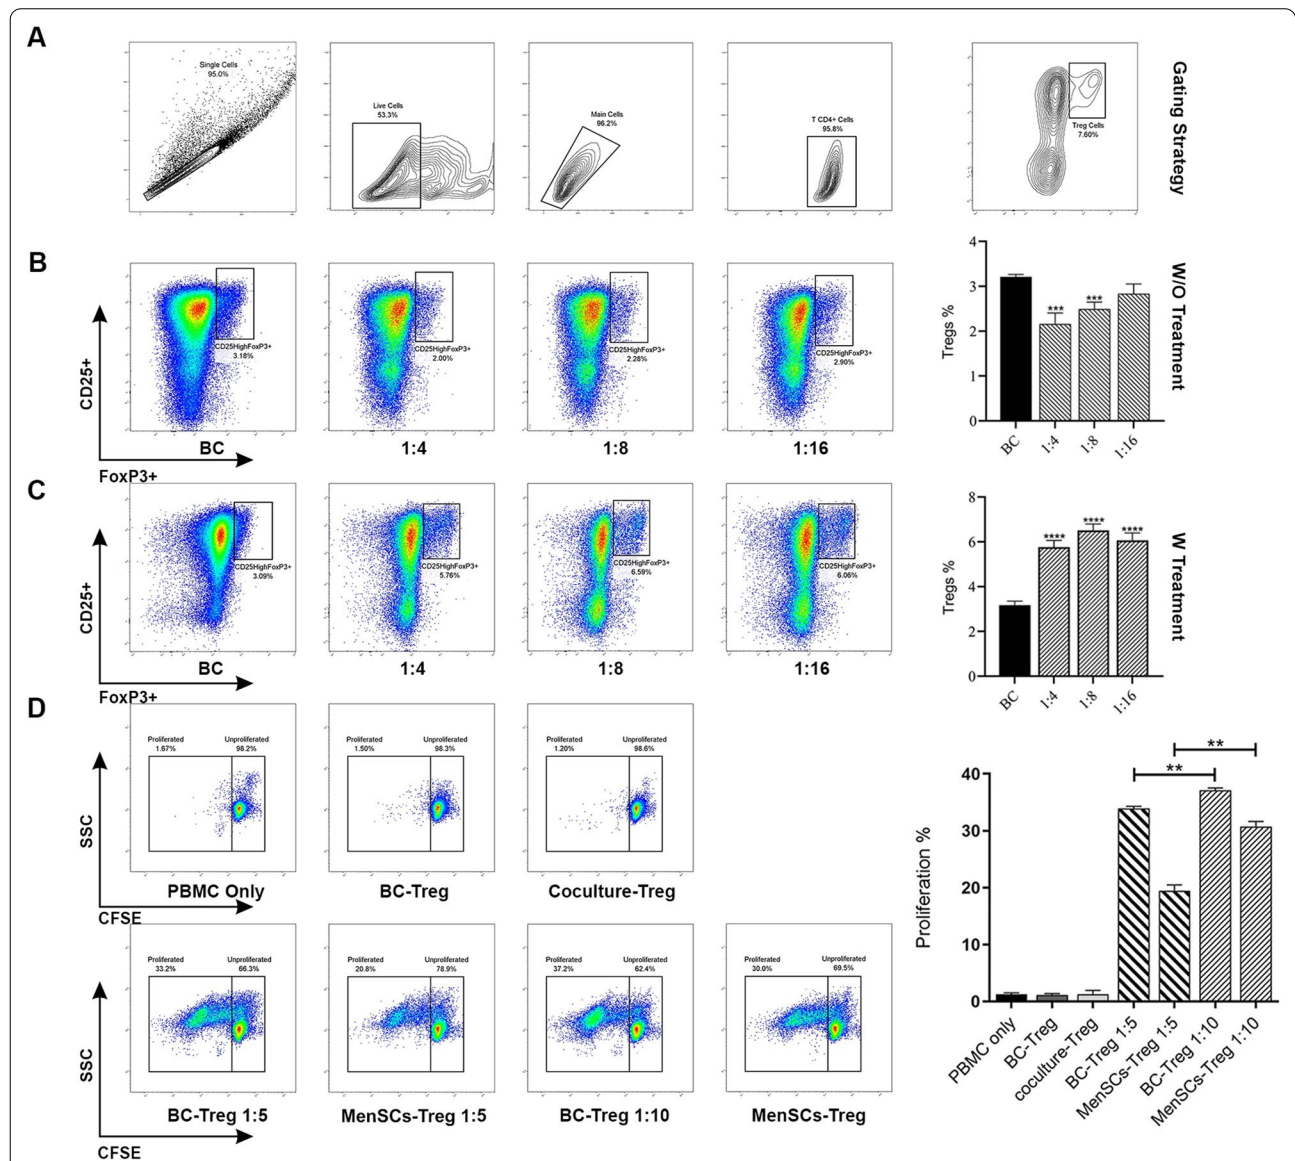 A
Single Cells
95.0%
Live Cells
53.3%
Main Cells
96.2%
T CD4+ Cells
95.8%
Treg Cells
7.60%
Gating Strategy
B
CD25+
CD25HighFoxP3+
3.18%
CD25HighFoxP3+
2.00%
CD25HighFoxP3+
2.28%
CD25HighFoxP3+
2.90%
BC
1:4
1:8
1:16
FoxP3+
Tregs %
4
3
2
1
0
***
***
BC
1:4
1:8
1:16
W/O Treatment
C
CD25+
CD25HighFoxP3+
3.09%
CD25HighFoxP3+
5.76%
CD25HighFoxP3+
6.59%
CD25HighFoxP3+
6.06%
BC
1:4
1:8
1:16
FoxP3+
Tregs %
8
6
4
2
0
****
****
****
BC
1:4
1:8
1:16
W Treatment
D
SSC
Proliferated
1.67%
Unproliferated
98.2%
Proliferated
1.50%
Unproliferated
98.3%
Proliferated
1.20%
Unproliferated
98.6%
PBMC Only
BC-Treg
Coculture-Treg
CFSE
SSC
Proliferated
33.2%
Unproliferated
66.3%
Proliferated
20.8%
Unproliferated
78.9%
Proliferated
37.2%
Unproliferated
62.4%
Proliferated
30.0%
Unproliferated
69.5%
BC-Treg 1:5
MenSCs-Treg 1:5
BC-Treg 1:10
MenSCs-Treg
CFSE
Proliferation %
40
30
20
10
0
**
**
PBMC only
BC-Treg
coculture-Treg
BC-Treg 1:5
MenSCs-Treg 1:5
BC-Treg 1:10
MenSCs-Treg 1:10